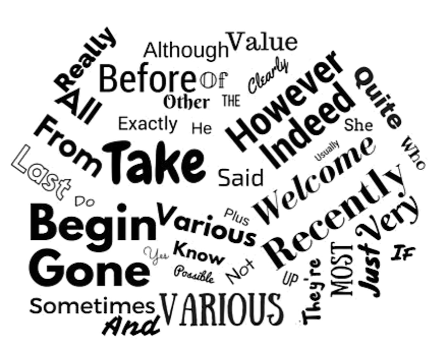 Really
Although
Value
Before
Of
Clearly
However
All
Other
THE
Quite
Exactly
He
Indeed
She
From
Take
Usually
Who
Last
Said
Welcome
Do
Begin
Various
Plus
Recently
Very
Gone
Yes
Know
Possible
Not
Up
They're
MOST
Just
If
Sometimes
And
VARIOUS